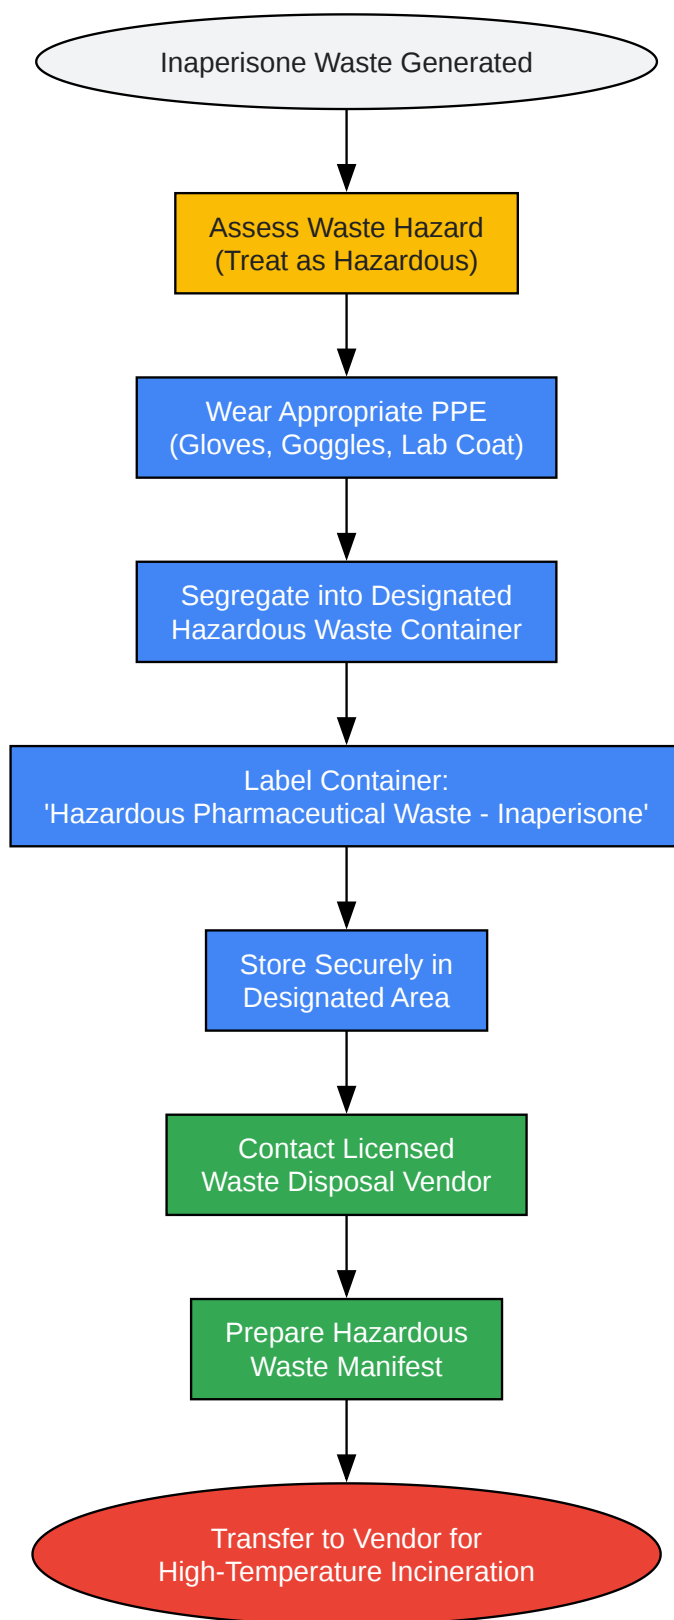 Inaperisone Waste Generated
Assess Waste Hazard
(Treat as Hazardous)
Wear Appropriate PPE
(Gloves, Goggles, Lab Coat)
Segregate into Designated
Hazardous Waste Container
Label Container:
'Hazardous Pharmaceutical Waste - Inaperisone'
Store Securely in
Designated Area
Contact Licensed
Waste Disposal Vendor
Prepare Hazardous
Waste Manifest
Transfer to Vendor for
High-Temperature Incineration